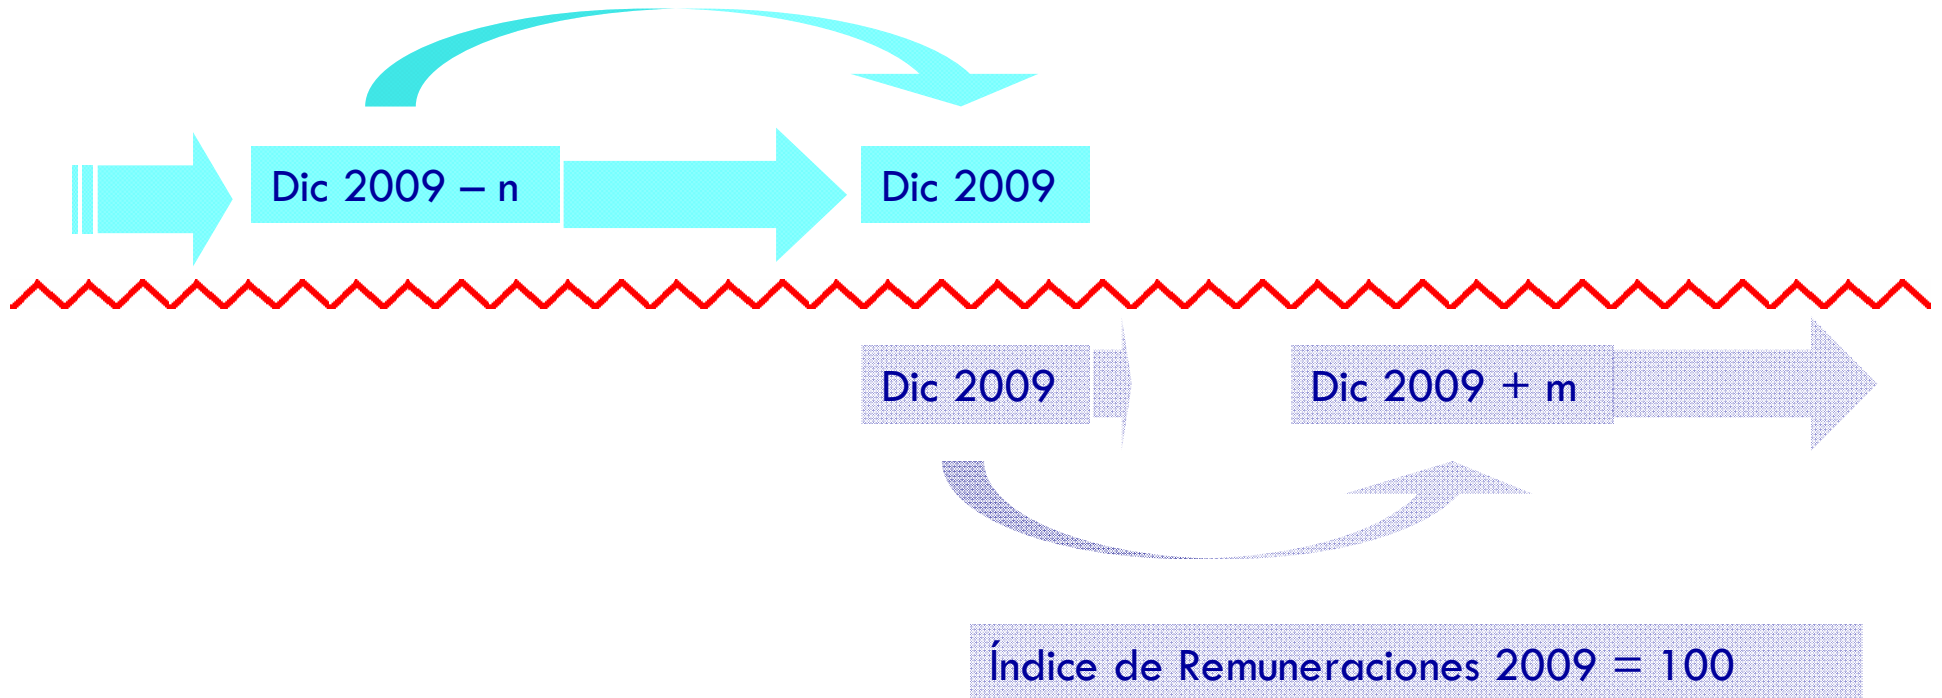 Dic 2009 – n
Dic 2009
Dic 2009
Dic 2009 + m
Índice de Remuneraciones 2009 = 100